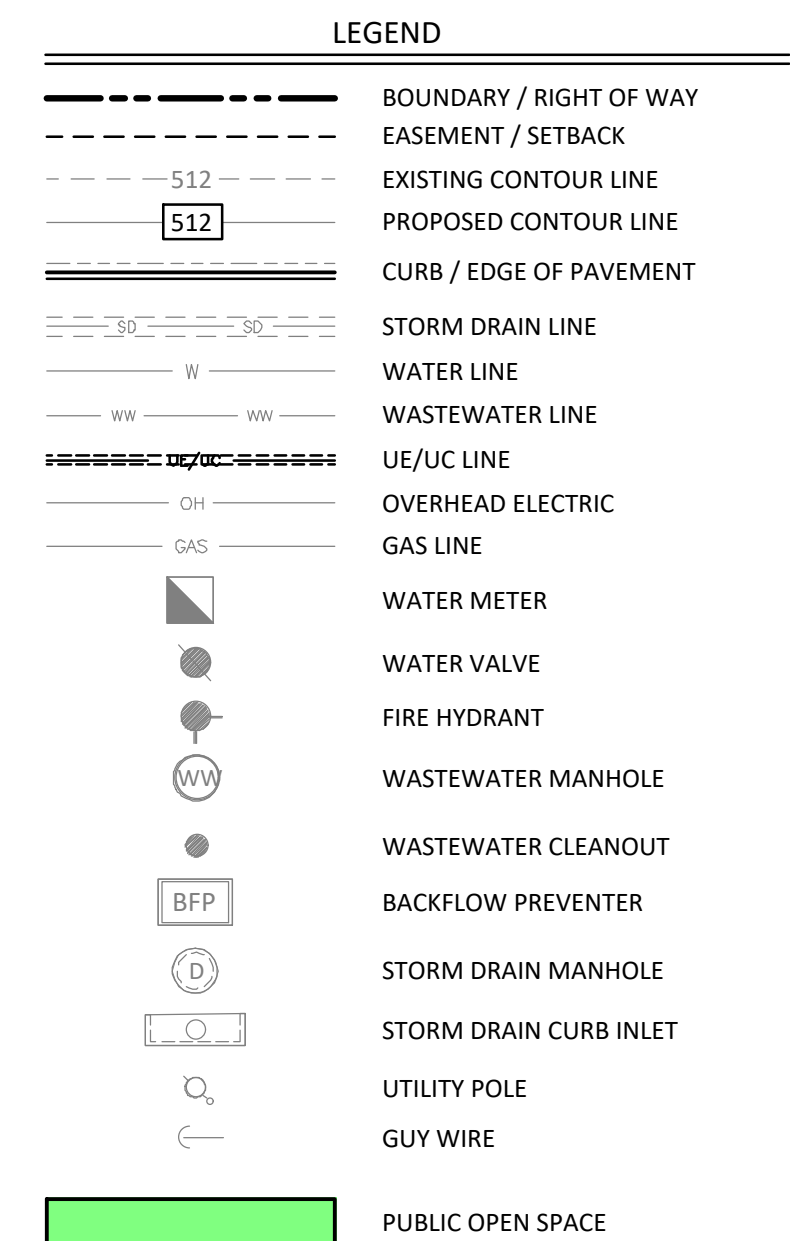 LEGEND
BOUNDARY / RIGHT OF WAY
EASEMENT / SETBACK
512 EXISTING CONTOUR LINE
512 PROPOSED CONTOUR LINE
CURB / EDGE OF PAVEMENT
SD SD STORM DRAIN LINE
W WATER LINE
WW WW WASTEWATER LINE
UE/UC UE/UC LINE
OH OVERHEAD ELECTRIC
GAS GAS LINE
WATER METER
WATER VALVE
FIRE HYDRANT
WW WASTEWATER MANHOLE
WASTEWATER CLEANOUT
BFP BACKFLOW PREVENTER
D STORM DRAIN MANHOLE
STORM DRAIN CURB INLET
UTILITY POLE
GUY WIRE
PUBLIC OPEN SPACE